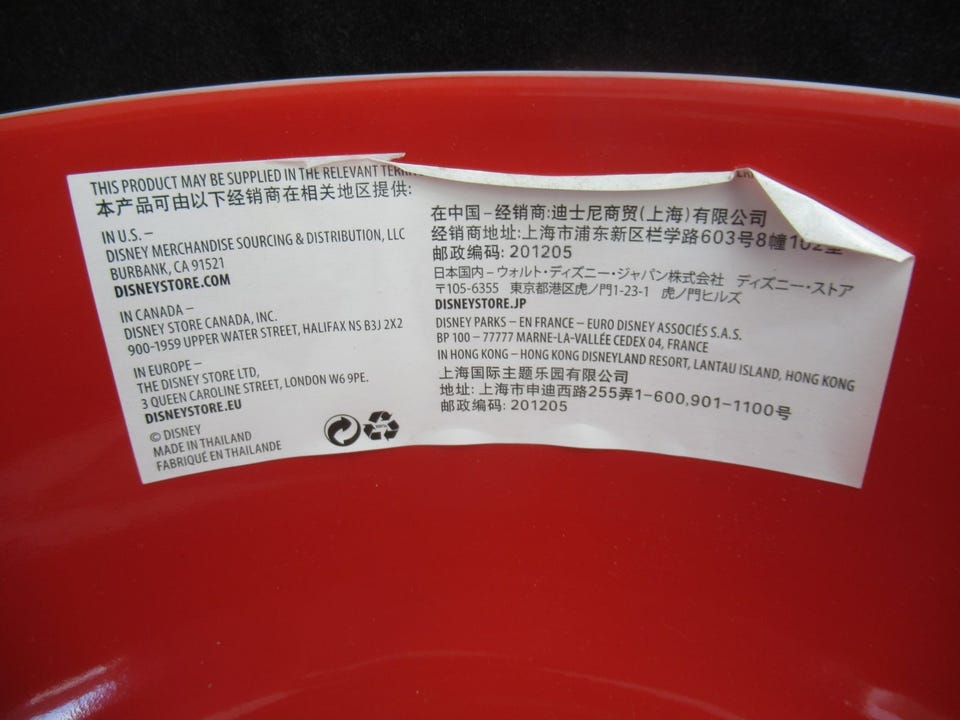 THIS PRODUCT MAY BE SUPPLIED IN THE RELEVANT
本产品可由以下经销商在相关地区提供:
IN U.S. –
DISNEY MERCHANDISE SOURCING & DISTRIBUTION, LLC
BURBANK, CA 91521
DISNEYSTORE.COM
IN CANADA –
DISNEY STORE CANADA, INC.
900-1959 UPPER WATER STREET, HALIFAX NS B3J 2X2
IN EUROPE –
THE DISNEY STORE LTD,
3 QUEEN CAROLINE STREET, LONDON W6 9PE.
DISNEYSTORE.EU
© DISNEY
MADE IN THAILAND
FABRIQUÉ EN THAILANDE
在中国–经销商:迪士尼商贸(上海)有限公司
经销商地址:上海市浦东新区栏学路603号8幢102室
邮政编码: 201205
日本国内 – ウォルト・ディズニー・ジャパン株式会社 ディズニー・ストア
〒105-6355 東京都港区虎ノ門1-23-1 虎ノ門ヒルズ
DISNEYSTORE.JP
DISNEY PARKS – EN FRANCE – EURO DISNEY ASSOCIÉS S.A.S.
BP 100 – 77777 MARNE-LA-VALLÉE CEDEX 04, FRANCE
IN HONG KONG – HONG KONG DISNEYLAND RESORT, LANTAU ISLAND, HONG KONG
上海国际主题乐园有限公司
地址: 上海市申迪西路255弄1-600,901-1100号
邮政编码: 201205